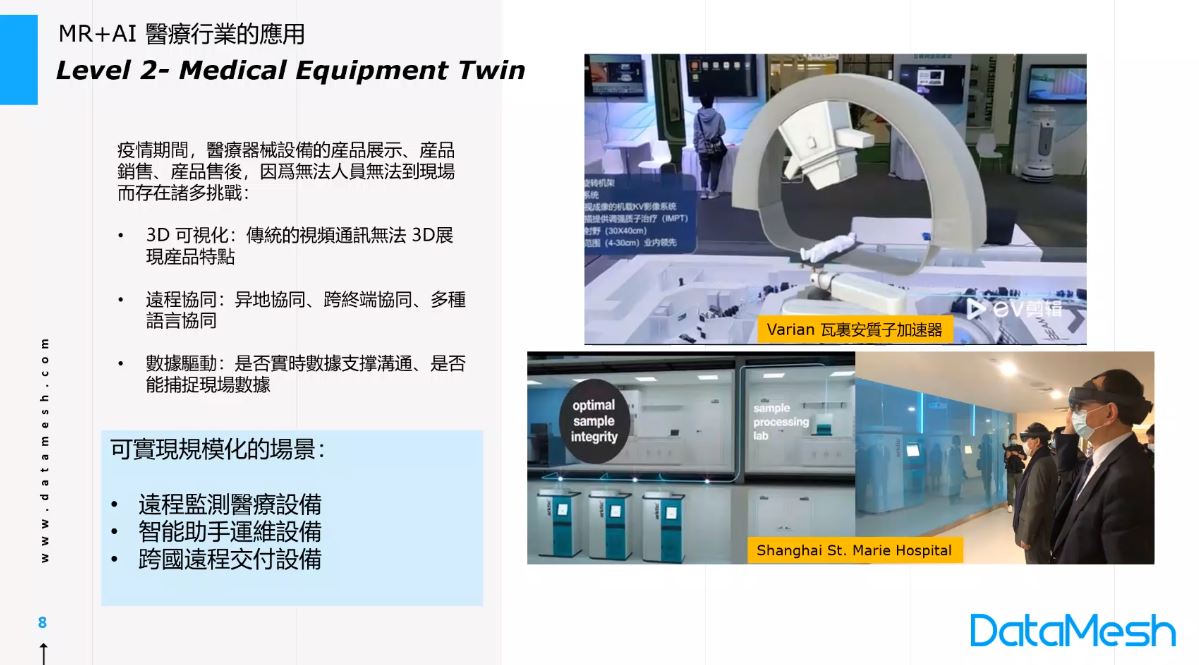 MR+AI 醫療行業的應用
Level 2- Medical Equipment Twin
疫情期間，醫療器械設備的産品展示、産品
銷售、産品售後，因爲無法人員無法到現場
而存在諸多挑戰：
• 3D 可視化：傳統的視頻通訊無法 3D展
現産品特點
• 遠程協同：异地協同、跨終端協同、多種
語言協同
• 數據驅動：是否實時數據支撐溝通、是否
能捕捉現場數據
可實現規模化的場景：
• 遠程監測醫療設備
• 智能助手運維設備
• 跨國遠程交付設備
www.datamesh.com
8
旋转机架
系统
视成像的机载KV影像系统
描提供调强质子治疗（IMPT）
射野（30X40cm）
范围（4-30cm）业内领先
eV剪辑
Varian 瓦裏安質子加速器
optimal
sample
integrity
sample
processing
lab
Shanghai St. Marie Hospital
DataMesh